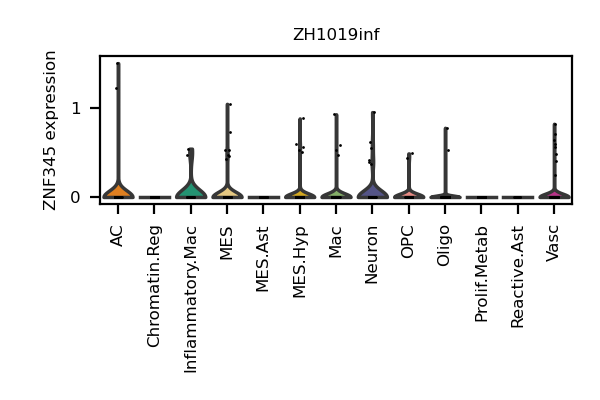 ZH1019inf
ZNF345 expression
1
0
AC
Chromatin.Reg
Inflammatory.Mac
MES
MES.Ast
MES.Hyp
Mac
Neuron
OPC
Oligo
Prolif.Metab
Reactive.Ast
Vasc